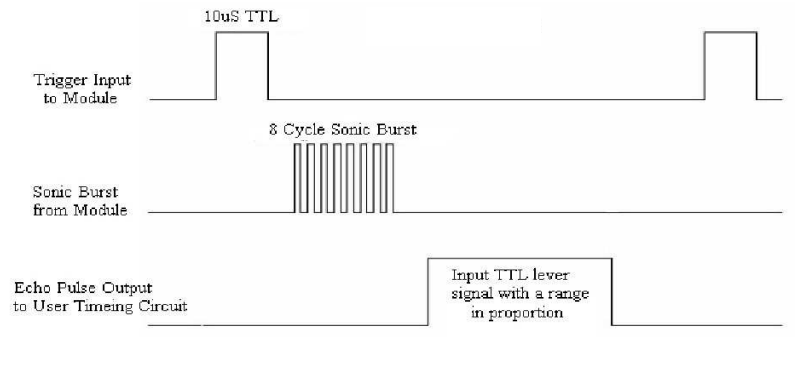 10uS TTL
Trigger Input
to Module
8 Cycle Sonic Burst
Sonic Burst
from Module
Echo Pulse Output
to User Timeing Circuit
Input TTL lever
signal with a range
in proportion